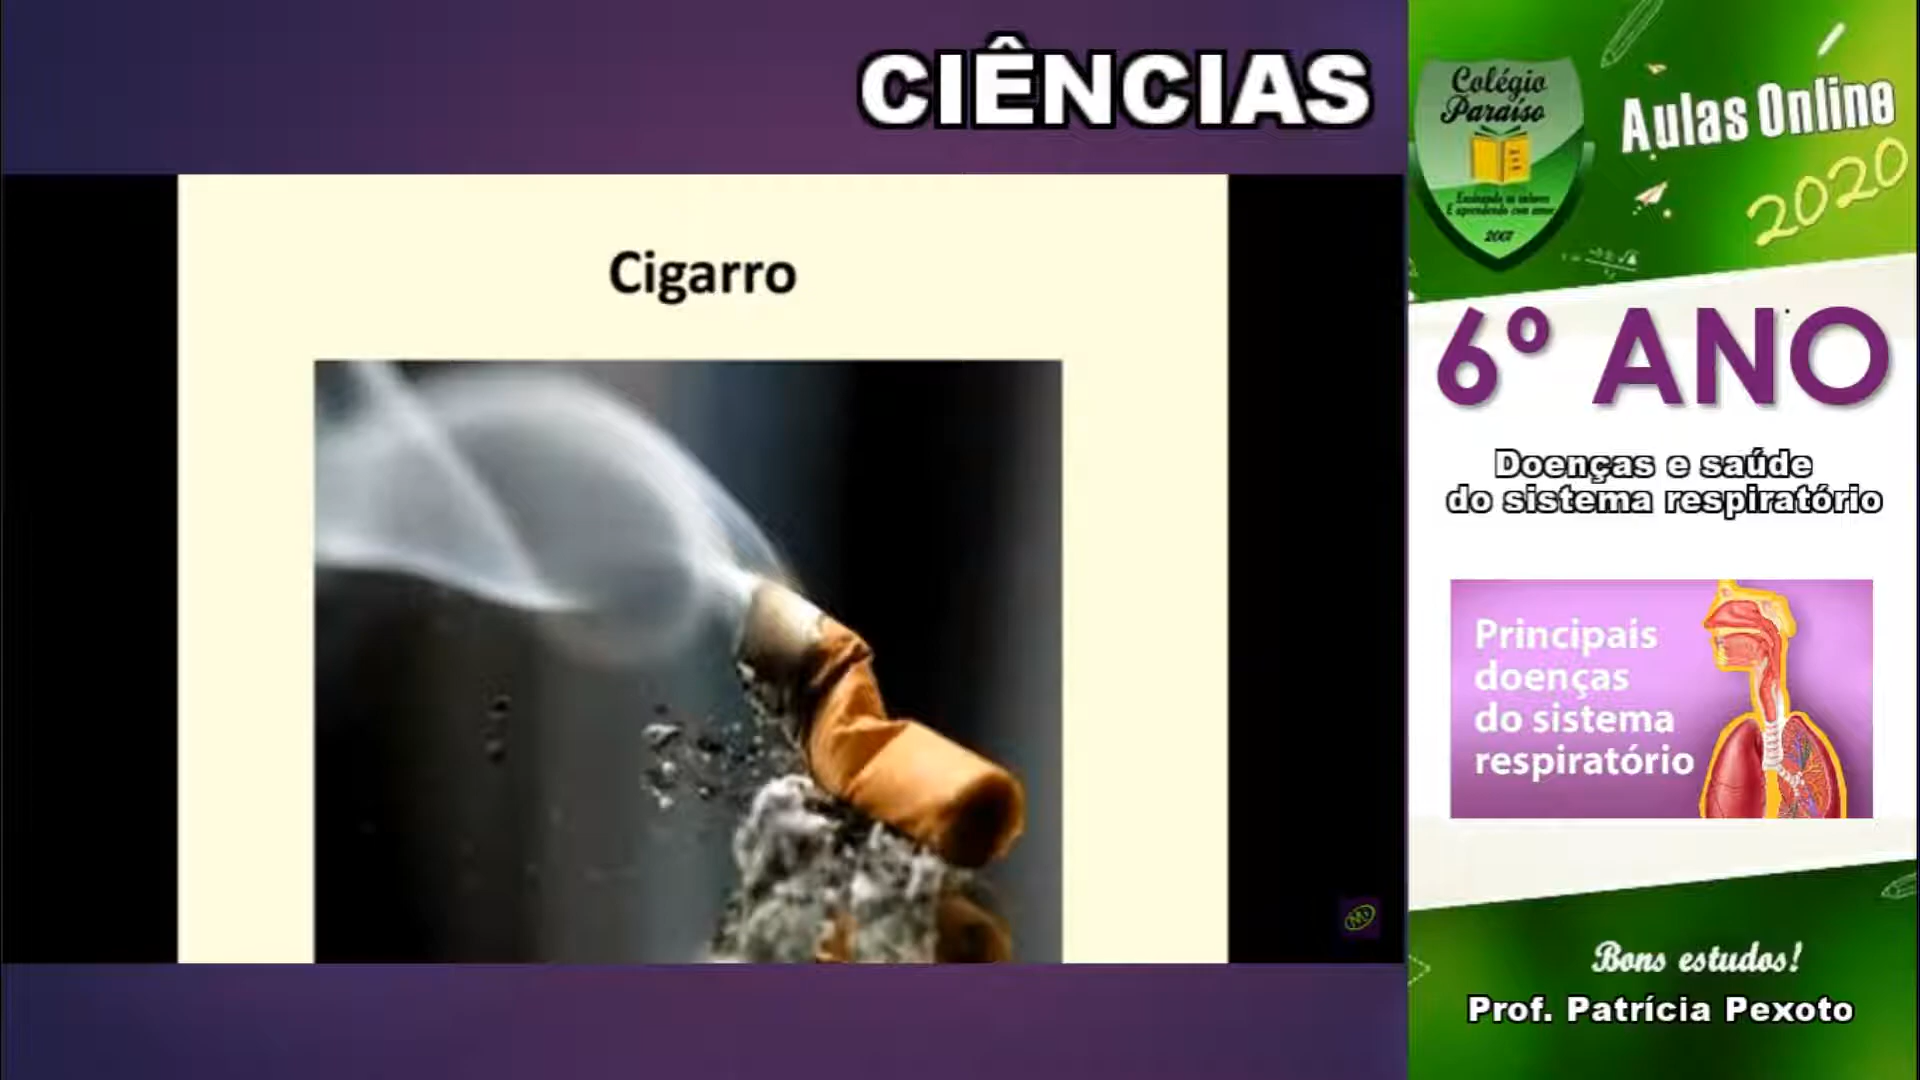 CIÊNCIAS
Cigarro
Colégio
Paraíso
2007
Aulas Online
2020
6º ANO
Doenças e saúde
do sistema respiratório
Principais
doenças
do sistema
respiratório
Bons estudos!
Prof. Patrícia Pexoto